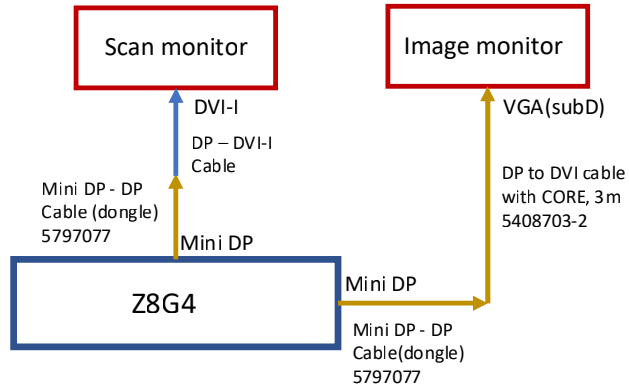 Scan monitor
Image monitor
DVI-I
VGA(subD)
DP – DVI-I
Cable
DP to DVI cable
with CORE, 3m
5408703-2
Mini DP - DP
Cable (dongle)
5797077
Mini DP
Z8G4
Mini DP
Mini DP - DP
Cable(dongle)
5797077